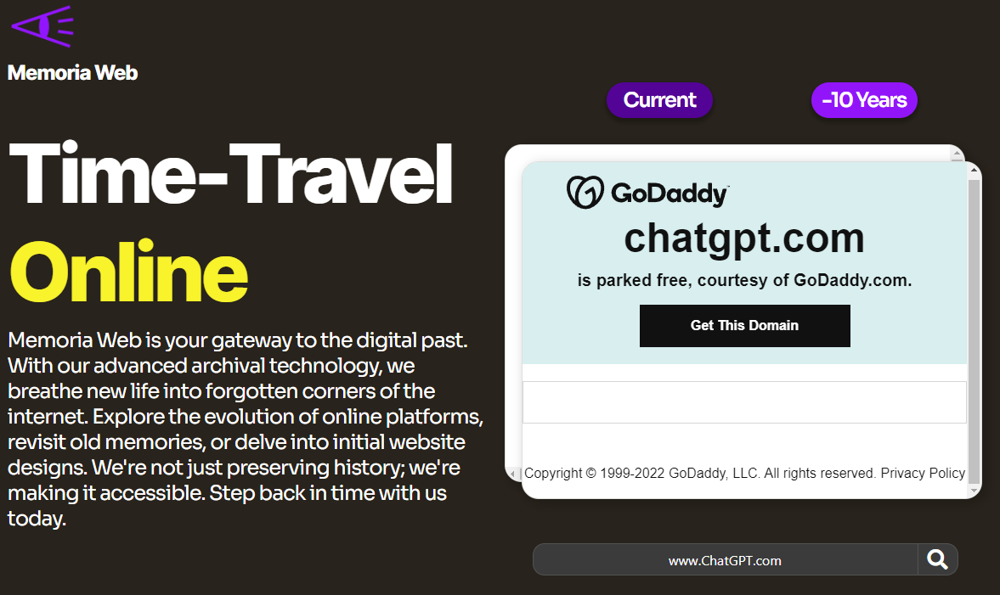 Memoria Web
Current
-10 Years
Time-Travel
Online
Memoria Web is your gateway to the digital past.
With our advanced archival technology, we
breathe new life into forgotten corners of the
internet. Explore the evolution of online platforms,
revisit old memories, or delve into initial website
designs. We're not just preserving history; we're
making it accessible. Step back in time with us
today.
GoDaddy
chatgpt.com
is parked free, courtesy of GoDaddy.com.
Get This Domain
Copyright © 1999-2022 GoDaddy, LLC. All rights reserved. Privacy Policy
www.ChatGPT.com